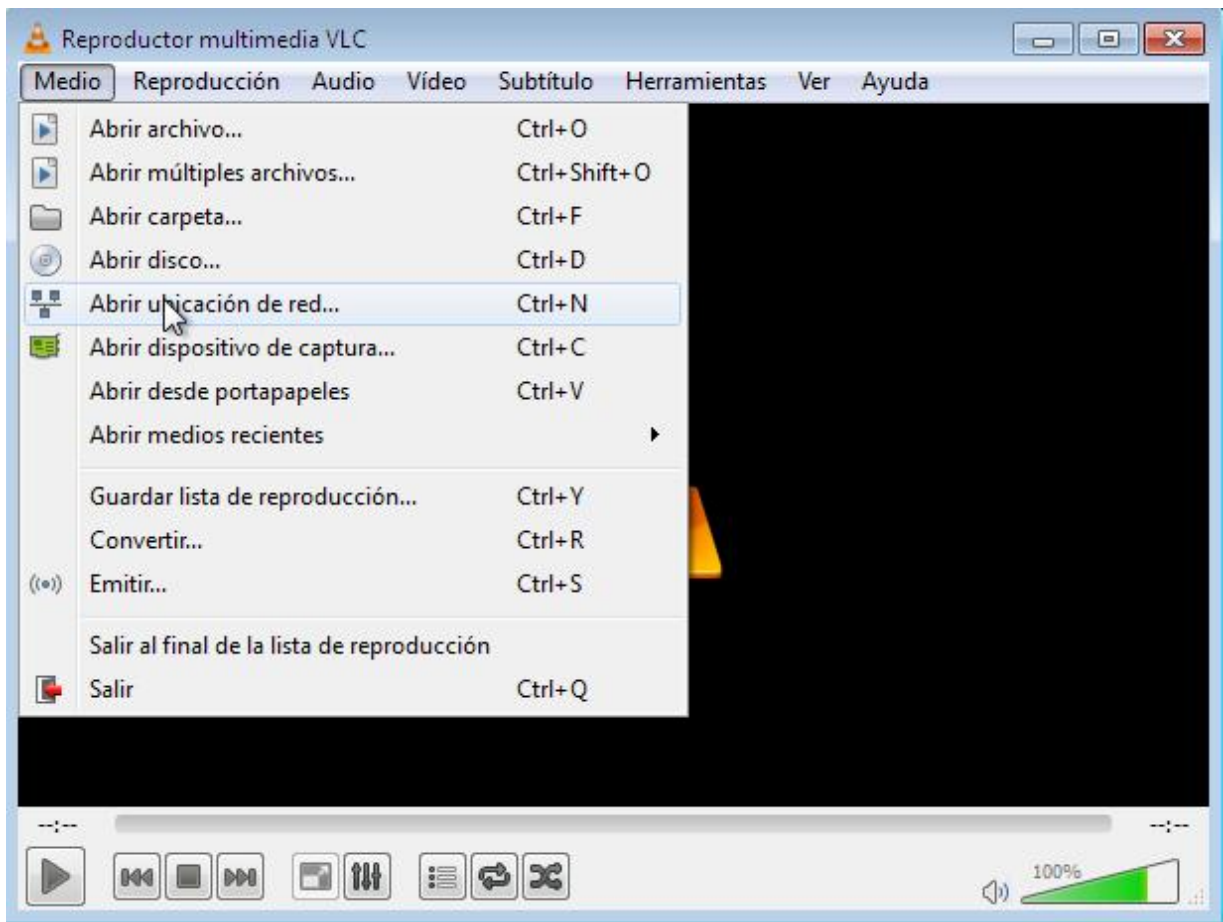 Reproductor multimedia VLC
Medio Reproducción Audio Vídeo Subtítulo Herramientas Ver Ayuda
Abrir archivo... Ctrl+O
Abrir múltiples archivos... Ctrl+Shift+O
Abrir carpeta... Ctrl+F
Abrir disco... Ctrl+D
Abrir ubicación de red... Ctrl+N
Abrir dispositivo de captura... Ctrl+C
Abrir desde portapapeles Ctrl+V
Abrir medios recientes
Guardar lista de reproducción... Ctrl+Y
Convertir... Ctrl+R
Emitir... Ctrl+S
Salir al final de la lista de reproducción
Salir Ctrl+Q
--:-- --:--
100%